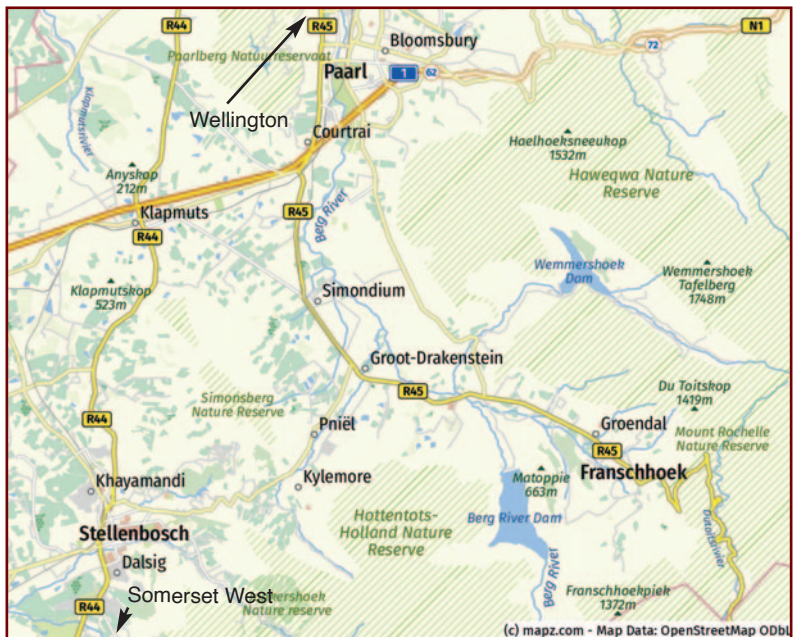 R44
R45
N1
Bloomsbury
72
Paarlberg Natuurreservaat
Paarl
1
62
Klapmutsrivier
Wellington
Courtrai
Haelhoeksneeukop
1532m
Anyskop
212m
Hawequa Nature
Reserve
Klapmuts
R45
Berg River
R44
Wemmershoek
Dam
Wemmershoek
Tafelberg
1748m
Klapmutskop
523m
Simondium
Groot-Drakenstein
Simonsberg
Nature Reserve
R45
Du Toitskop
1419m
R44
Pniël
Groendal
Mount Rochelle
Nature Reserve
R45
Khayamandi
Kylemore
Matoppie
663m
Franschhoek
Hottentots-
Holland Nature
Reserve
Berg River Dam
Stellenbosch
Dutoitsrivier
Dalsig
Berg River
Somerset West
R44
Nature reserve
Franschhoekpiek
1372m
(c) mapz.com - Map Data: OpenStreetMap ODbL